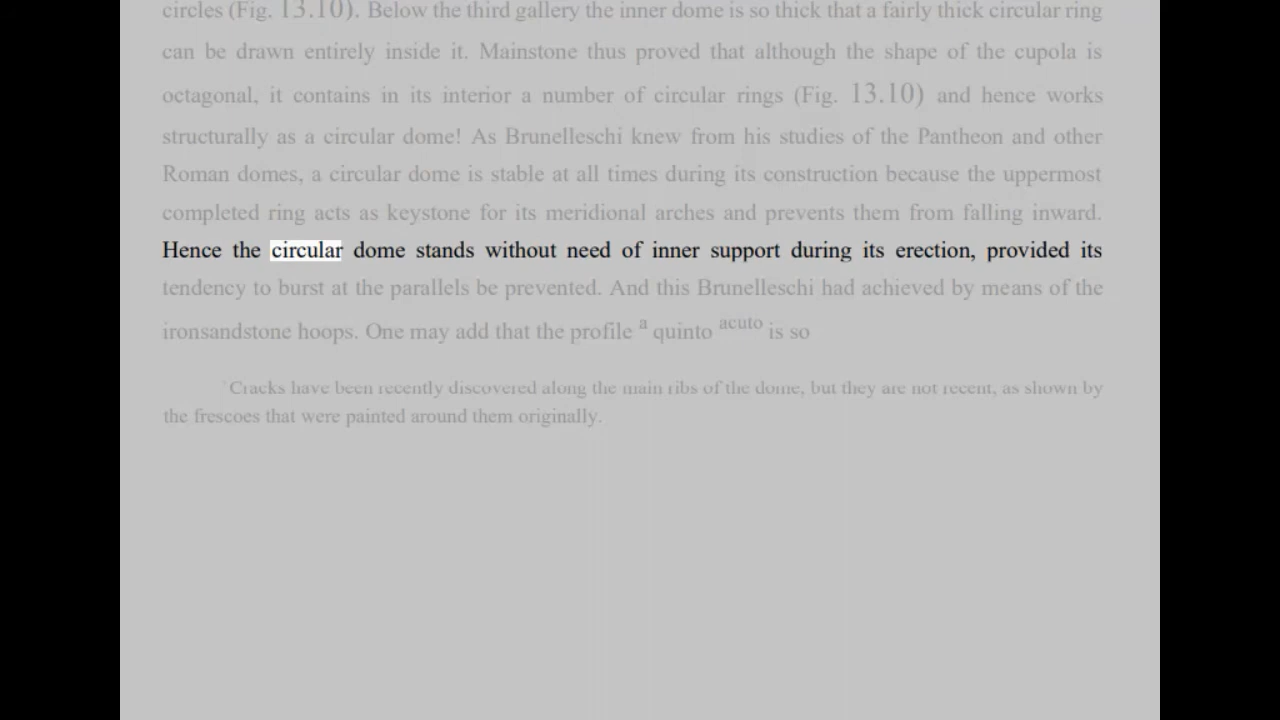 circles (Fig. 13.10). Below the third gallery the inner dome is so thick that a fairly thick circular ring
can be drawn entirely inside it. Mainstone thus proved that although the shape of the cupola is
octagonal, it contains in its interior a number of circular rings (Fig. 13.10) and hence works
structurally as a circular dome! As Brunelleschi knew from his studies of the Pantheon and other
Roman domes, a circular dome is stable at all times during its construction because the uppermost
completed ring acts as keystone for its meridional arches and prevents them from falling inward.
Hence the circular dome stands without need of inner support during its erection, provided its
tendency to burst at the parallels be prevented. And this Brunelleschi had achieved by means of the
ironsandstone hoops. One may add that the profile a quinto acuto is so
Cracks have been recently discovered along the main ribs of the dome, but they are not recent, as shown by
the frescoes that were painted around them originally.